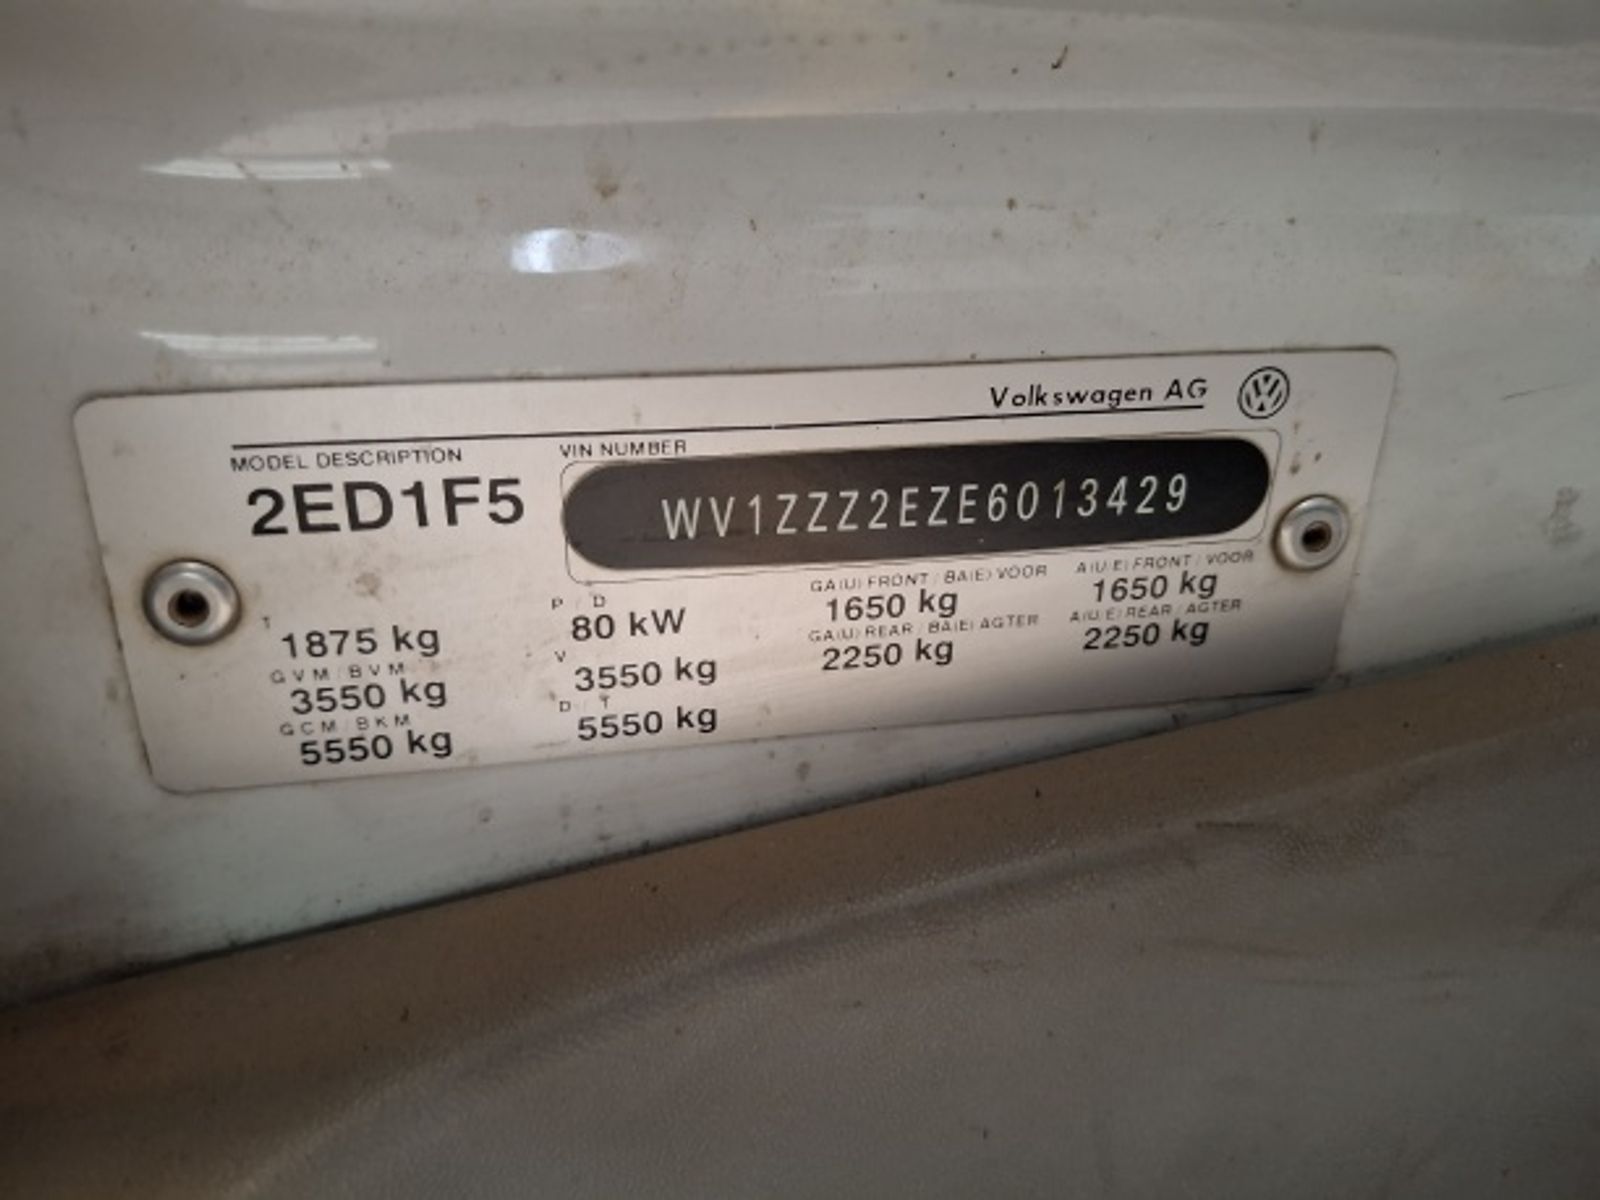 Volkswagen AG
MODEL DESCRIPTION
2ED1F5
VIN NUMBER
WV1ZZZ2EZE6013429
T
1875 kg
GVM/BVM
3550 kg
GCM/BKM
5550 kg
P/D
80 kW
V
3550 kg
D/T
5550 kg
GA(U) FRONT/BA(E) VOOR
1650 kg
GA(U) REAR/BA(E) AGTER
2250 kg
A(U/E) FRONT/VOOR
1650 kg
A(U/E) REAR/AGTER
2250 kg